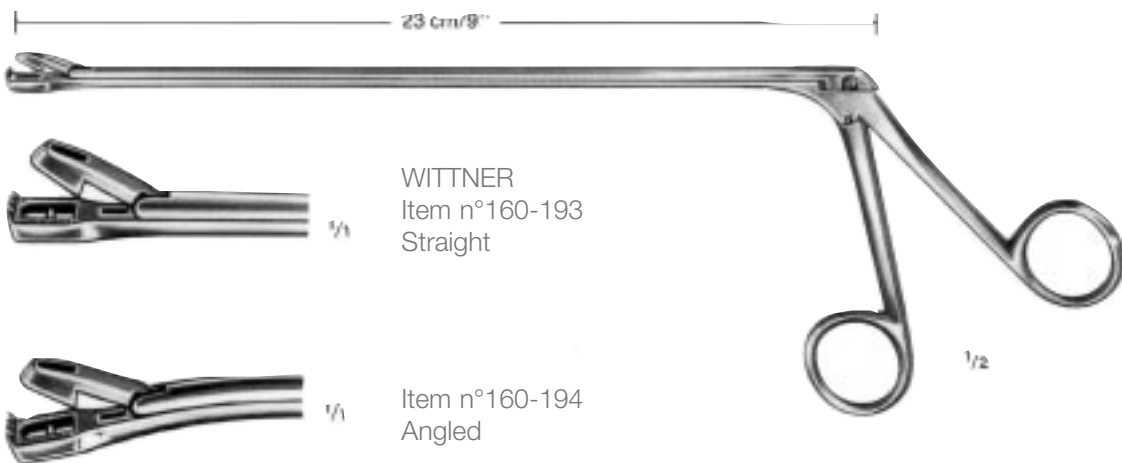 23 cm/9"
WITTNER
Item n°160-193
Straight
1/1
1/2
Item n°160-194
Angled
1/1